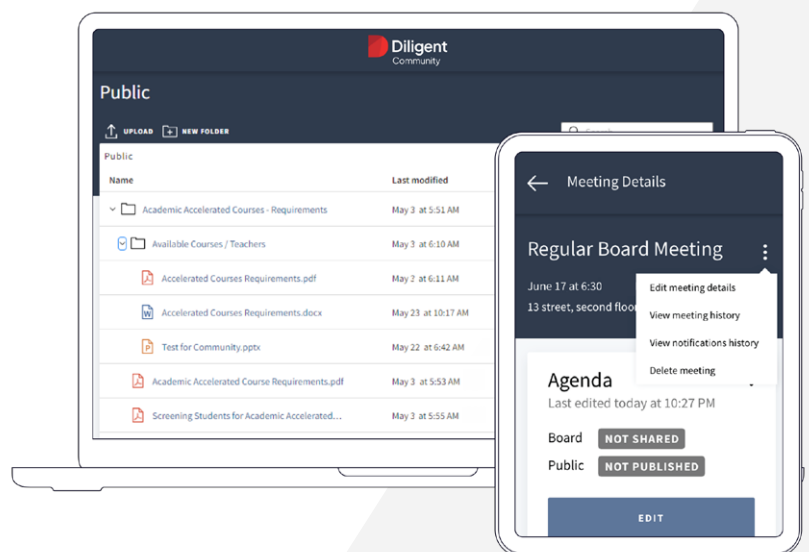 Diligent
Community
Public
UPLOAD NEW FOLDER
Search
Public
Name Last modified
Academic Accelerated Courses - Requirements May 3 at 5:51 AM
Available Courses / Teachers May 3 at 6:10 AM
Accelerated Courses Requirements.pdf May 2 at 6:11 AM
Accelerated Courses Requirements.docx May 23 at 10:17 AM
Test for Community.pptx May 22 at 6:42 AM
Academic Accelerated Course Requirements.pdf May 3 at 5:53 AM
Screening Students for Academic Accelerated... May 3 at 5:55 AM
Meeting Details
Regular Board Meeting
June 17 at 6:30
13 street, second floor
Edit meeting details
View meeting history
View notifications history
Delete meeting
Agenda
Last edited today at 10:27 PM
Board NOT SHARED
Public NOT PUBLISHED
EDIT